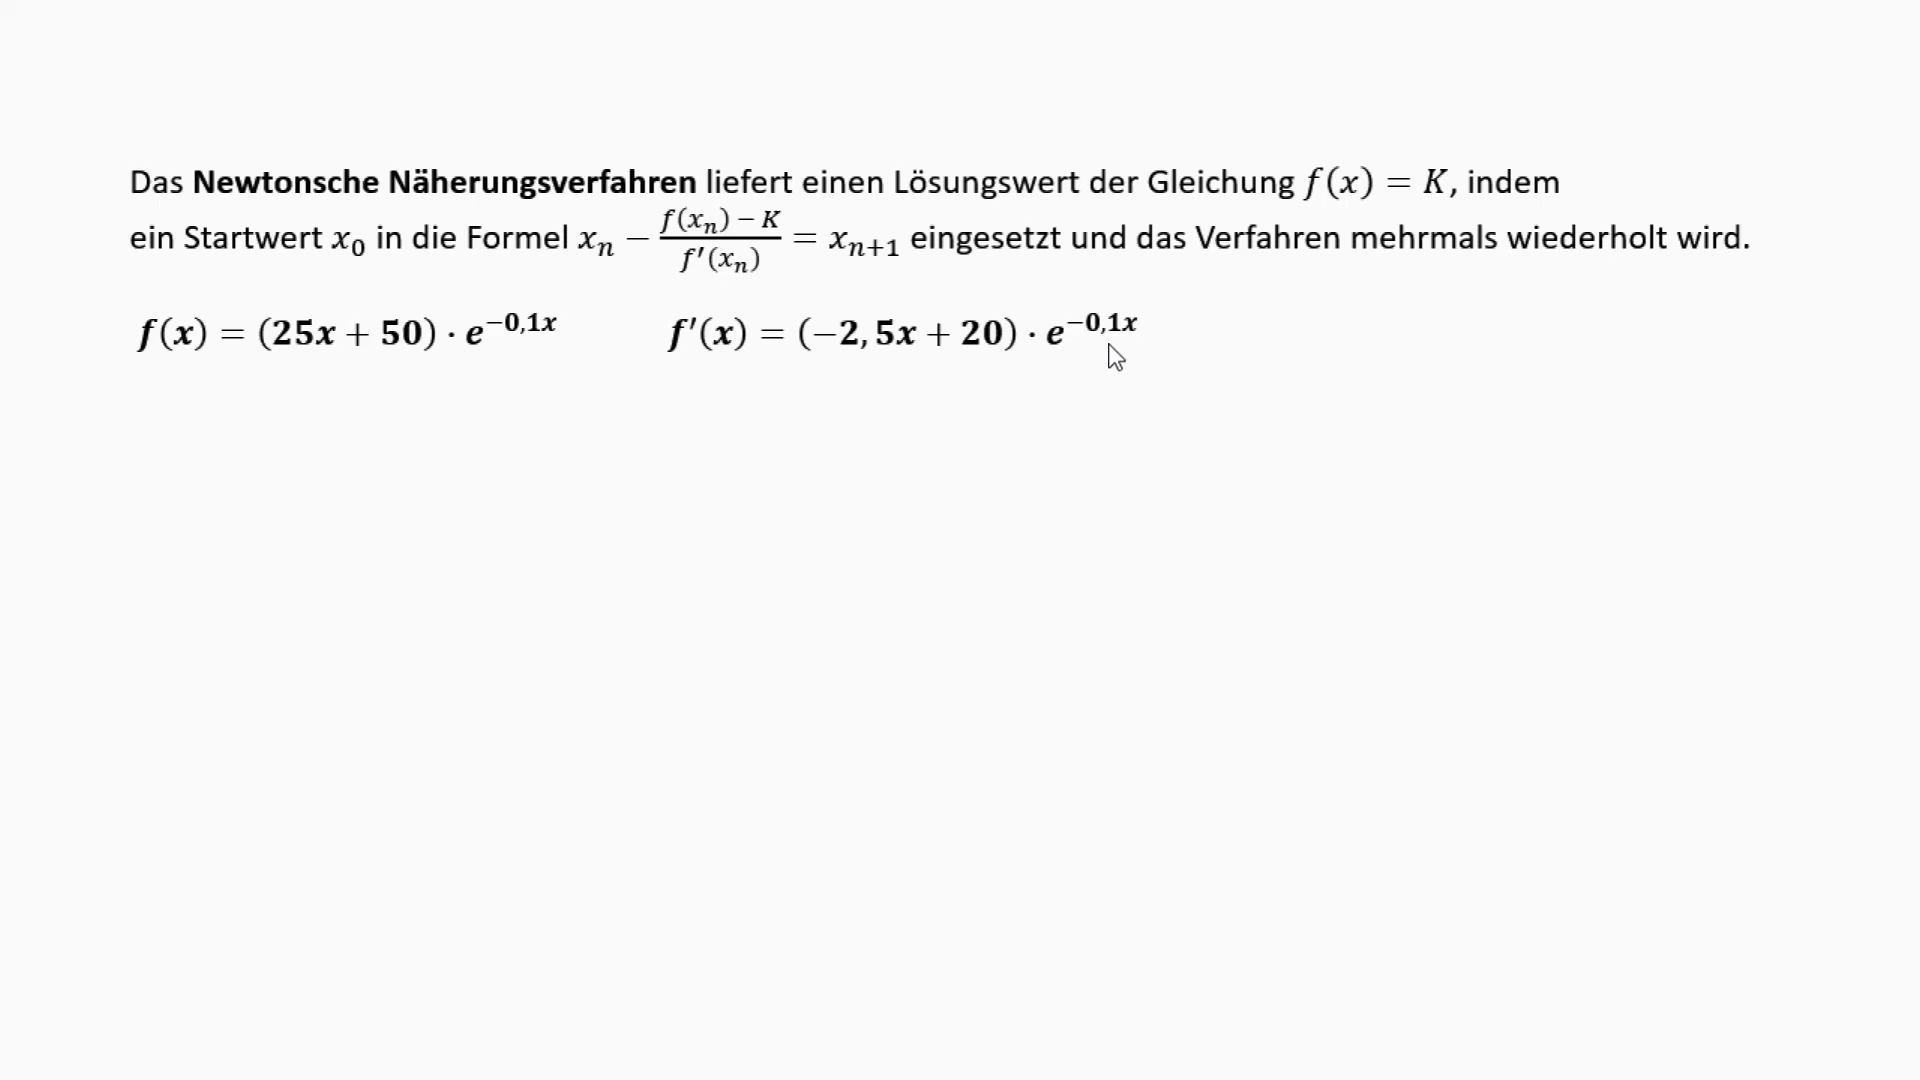 Das Newtonsche Näherungsverfahren liefert einen Lösungswert der Gleichung f(x) = K, indem
ein Startwert x₀ in die Formel xₙ − (f(xₙ) − K)/(f′(xₙ)) = xₙ₊₁ eingesetzt und das Verfahren mehrmals wiederholt wird.
f(x) = (25x + 50) · e^(−0,1x) f′(x) = (−2,5x + 20) · e^(−0,1x)